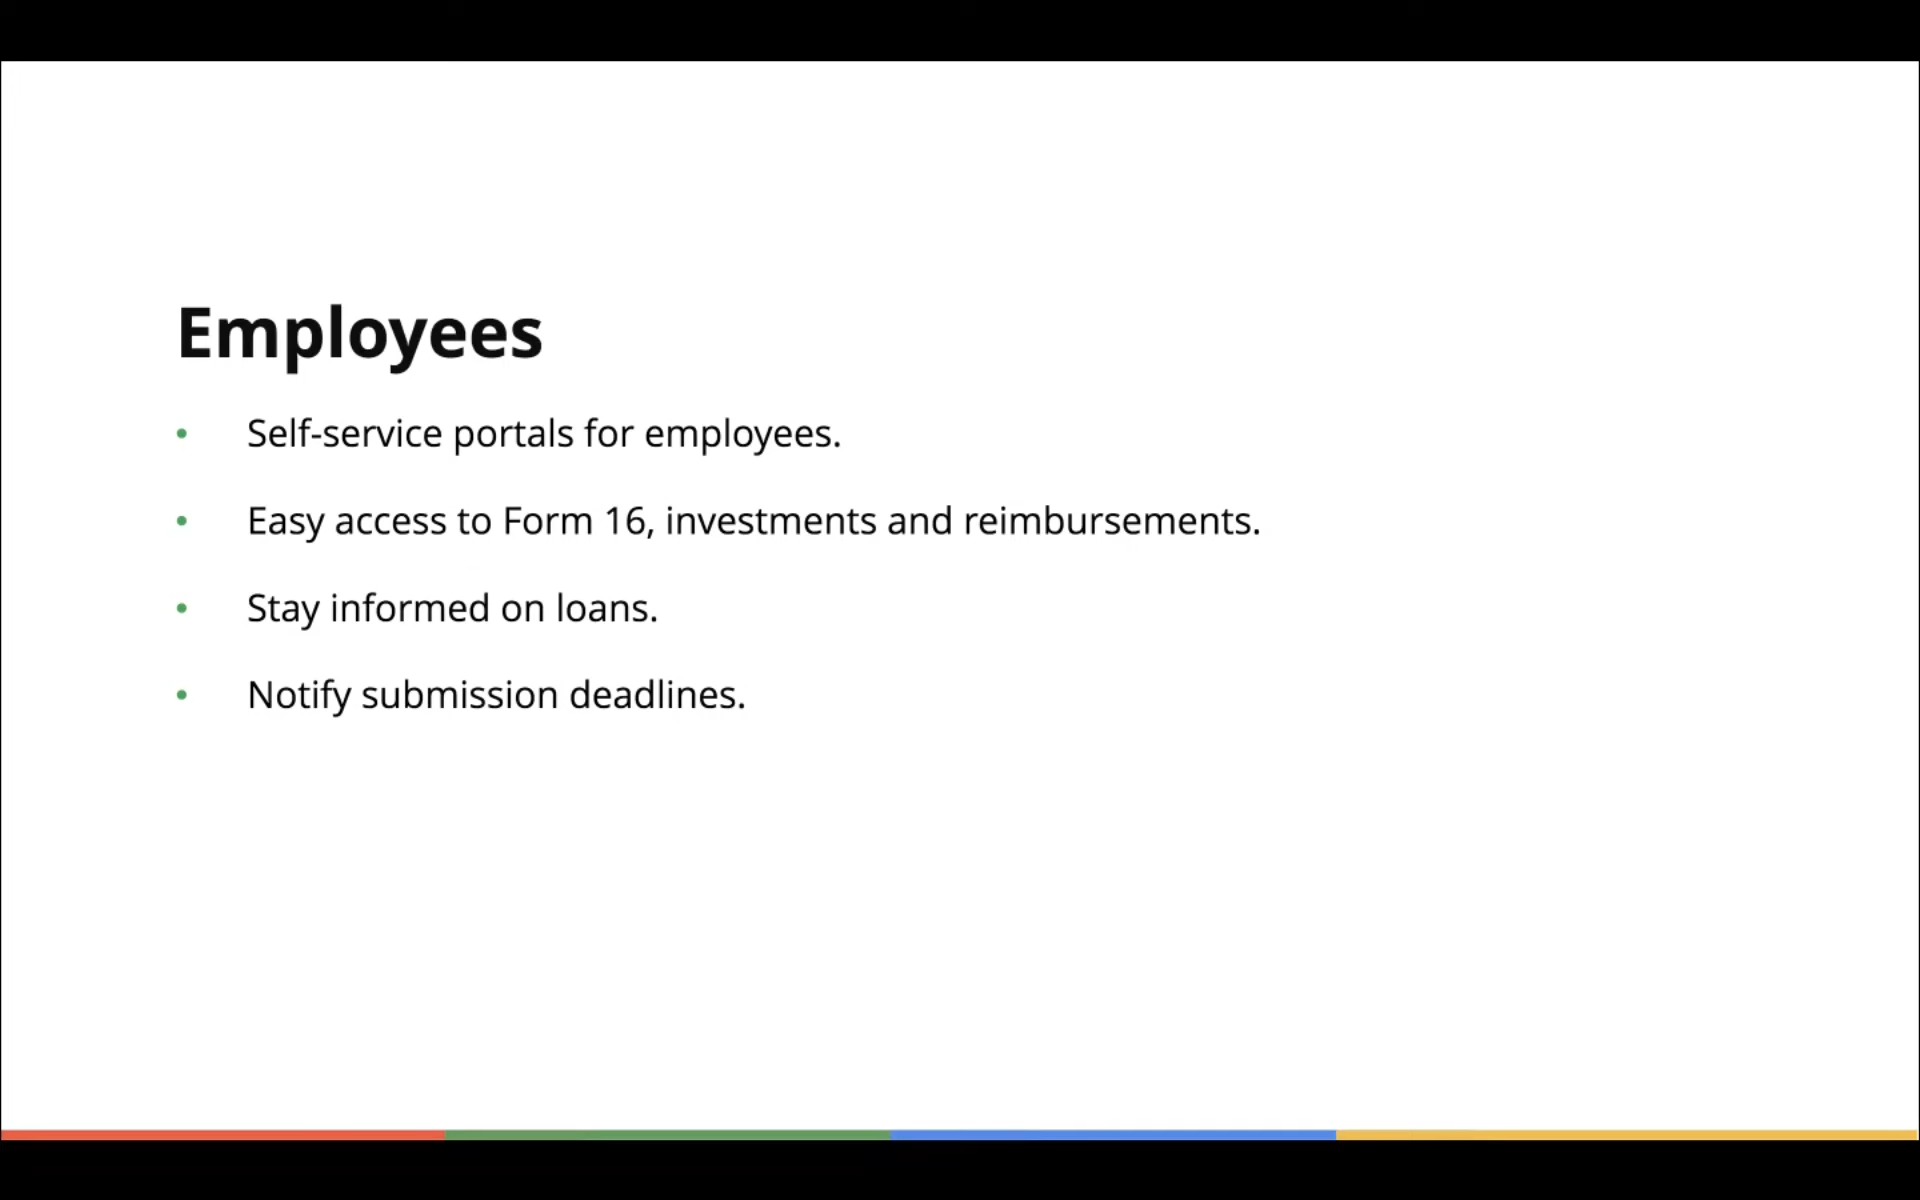 Employees
• Self-service portals for employees.
• Easy access to Form 16, investments and reimbursements.
• Stay informed on loans.
• Notify submission deadlines.